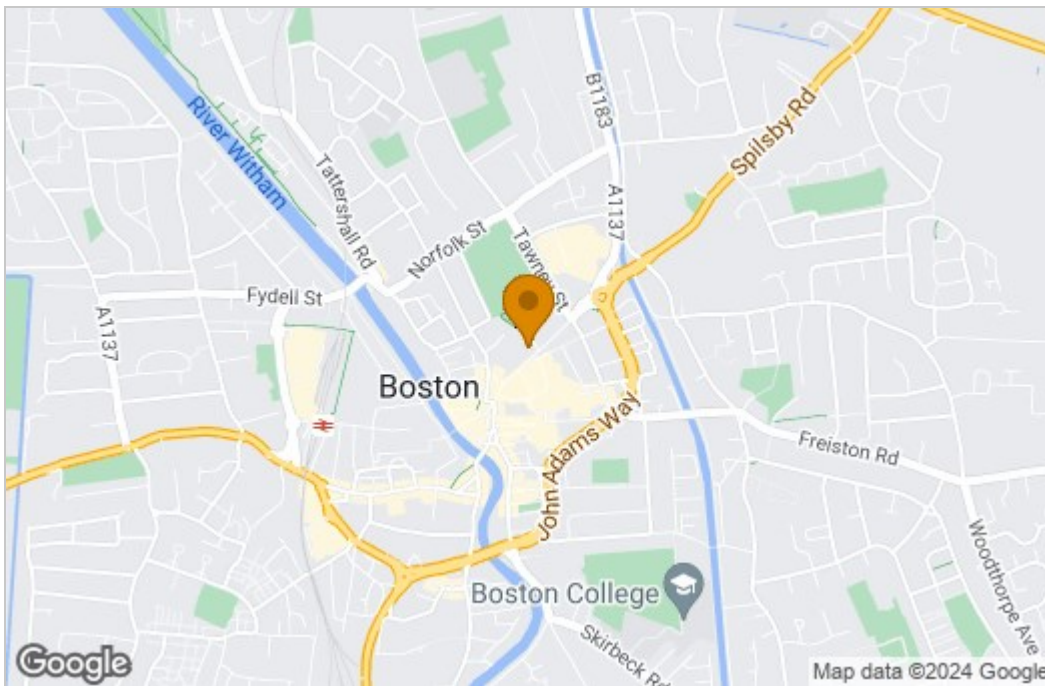 River Witham
Tattershall Rd
B1183
Spilsby Rd
A1137
Norfolk St
Tawney St
Fydell St
A1137
Boston
John Adams Way
Freiston Rd
Woodthorpe Ave
Boston College
Skirbeck Rd
Google
Map data ©2024 Google